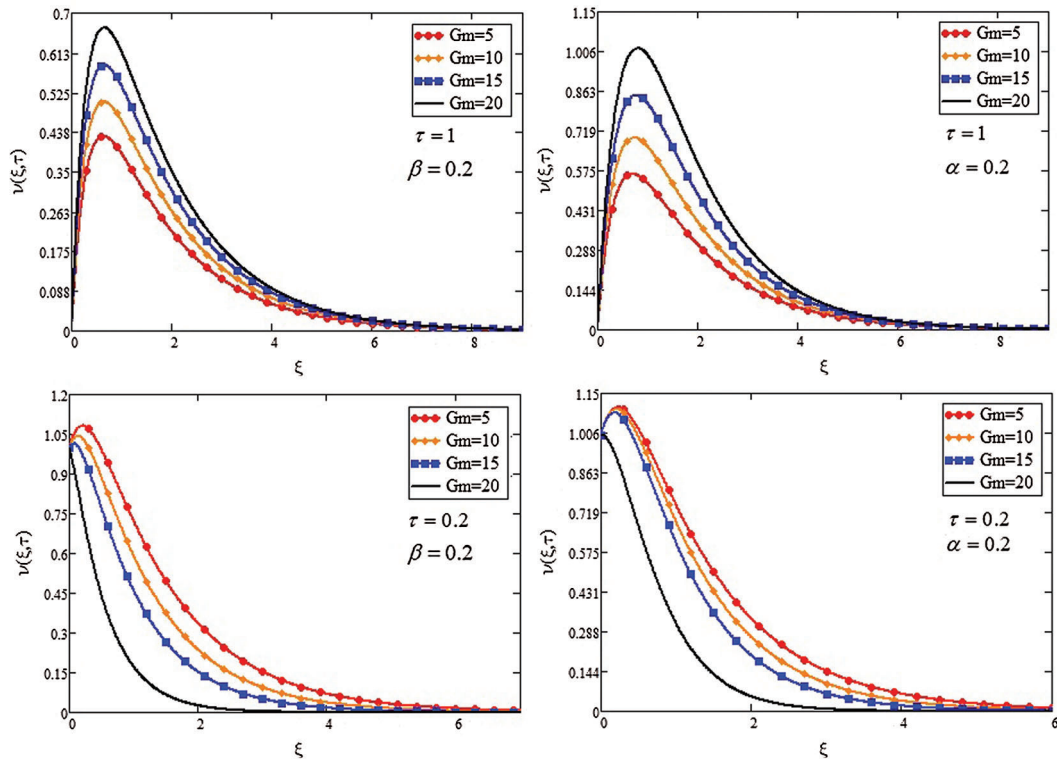 0.7
0.613
0.525
0.438
0.35
0.263
0.175
0.088
0
ν(ξ,τ)
Gm=5
Gm=10
Gm=15
Gm=20
τ = 1
β = 0.2
0 2 4 6 8
ξ
1.15
1.006
0.863
0.719
0.575
0.431
0.288
0.144
0
ν(ξ,τ)
Gm=5
Gm=10
Gm=15
Gm=20
τ = 1
α = 0.2
0 2 4 6 8
ξ
1.2
1.05
0.9
0.75
0.6
0.45
0.3
0.15
0
ν(ξ,τ)
Gm=5
Gm=10
Gm=15
Gm=20
τ = 0.2
β = 0.2
0 2 4 6
ξ
1.15
1.006
0.863
0.719
0.575
0.431
0.288
0.144
0
ν(ξ,τ)
Gm=5
Gm=10
Gm=15
Gm=20
τ = 0.2
α = 0.2
0 2 4 6
ξ